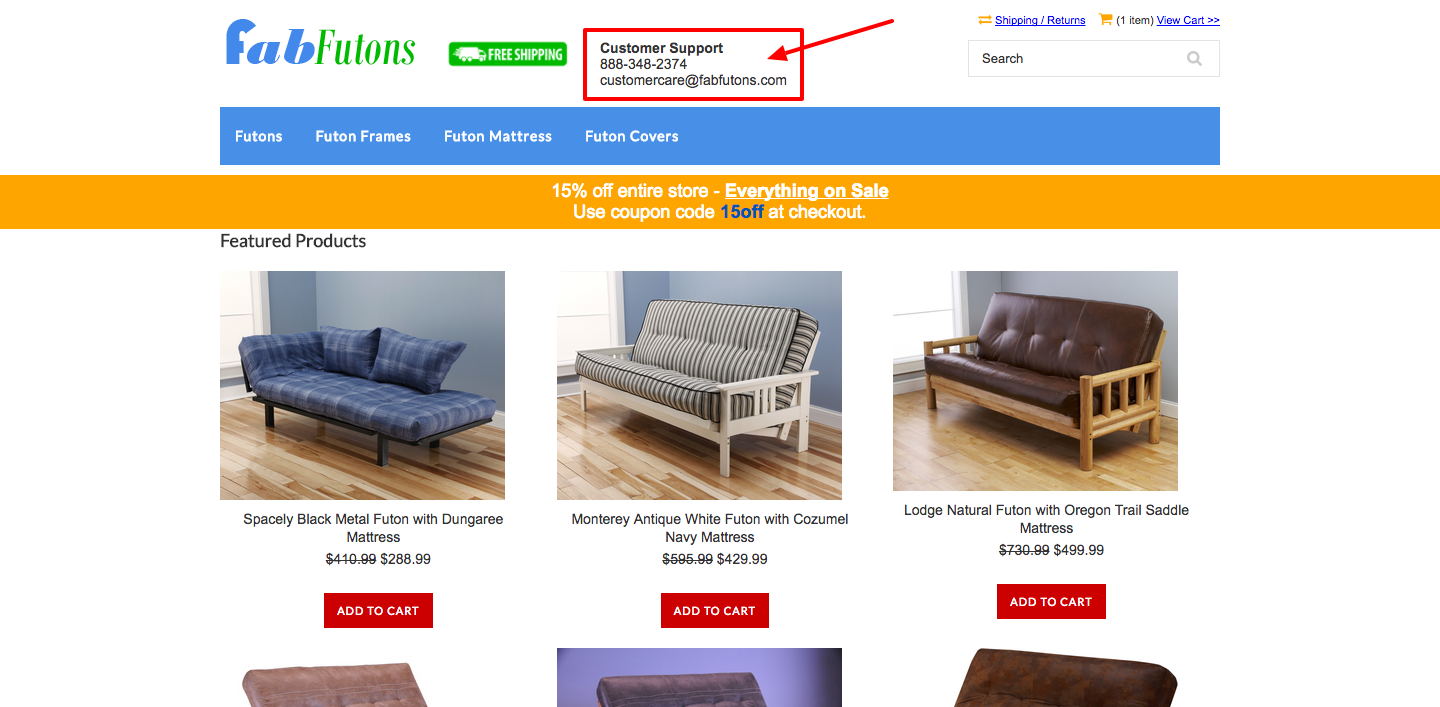 fabFutons
FREE SHIPPING
Customer Support
888-348-2374
customercare@fabfutons.com
Shipping / Returns
(1 item) View Cart >>
Search
Futons
Futon Frames
Futon Mattress
Futon Covers
15% off entire store - Everything on Sale
Use coupon code 15off at checkout.
Featured Products
Spacely Black Metal Futon with Dungaree
Mattress
$410.99 $288.99
ADD TO CART
Monterey Antique White Futon with Cozumel
Navy Mattress
$595.99 $429.99
ADD TO CART
Lodge Natural Futon with Oregon Trail Saddle
Mattress
$730.99 $499.99
ADD TO CART